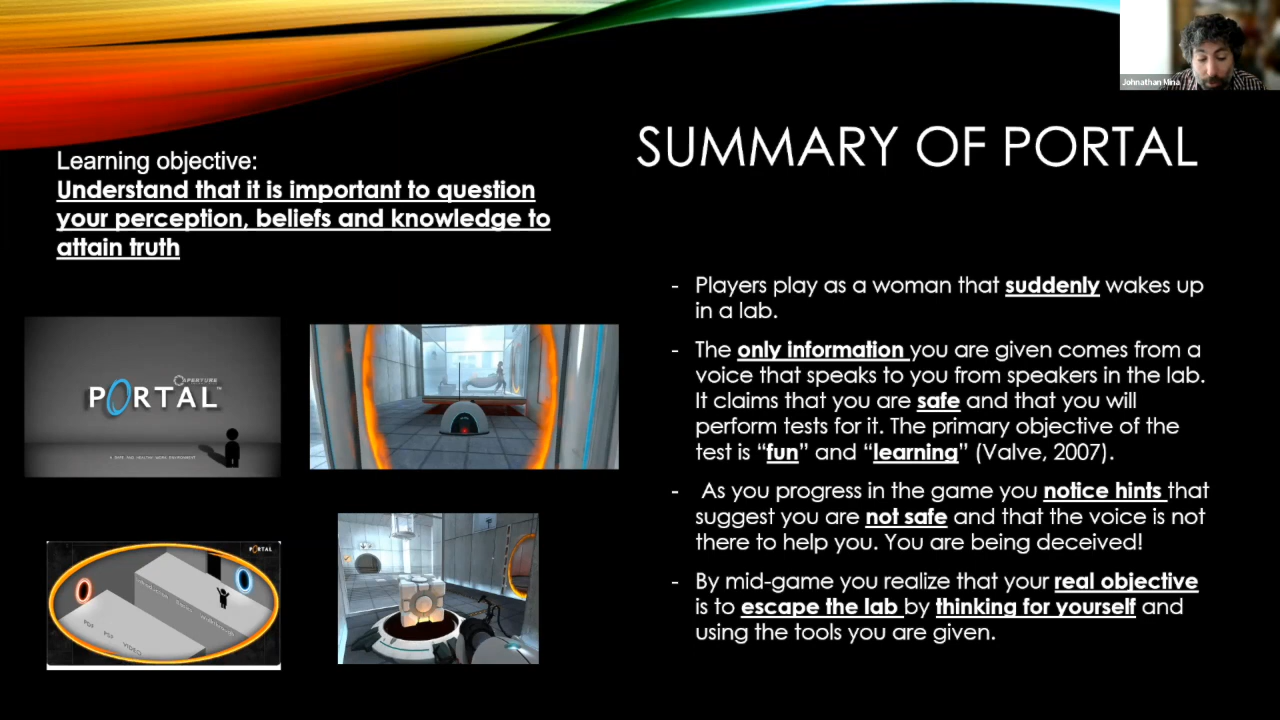 Johnathan Mina
SUMMARY OF PORTAL
Learning objective:
Understand that it is important to question
your perception, beliefs and knowledge to
attain truth
APERTURE
PORTAL™
PORTAL
- Players play as a woman that suddenly wakes up
in a lab.
- The only information you are given comes from a
voice that speaks to you from speakers in the lab.
It claims that you are safe and that you will
perform tests for it. The primary objective of the
test is “fun” and “learning” (Valve, 2007).
- As you progress in the game you notice hints that
suggest you are not safe and that the voice is not
there to help you. You are being deceived!
- By mid-game you realize that your real objective
is to escape the lab by thinking for yourself and
using the tools you are given.